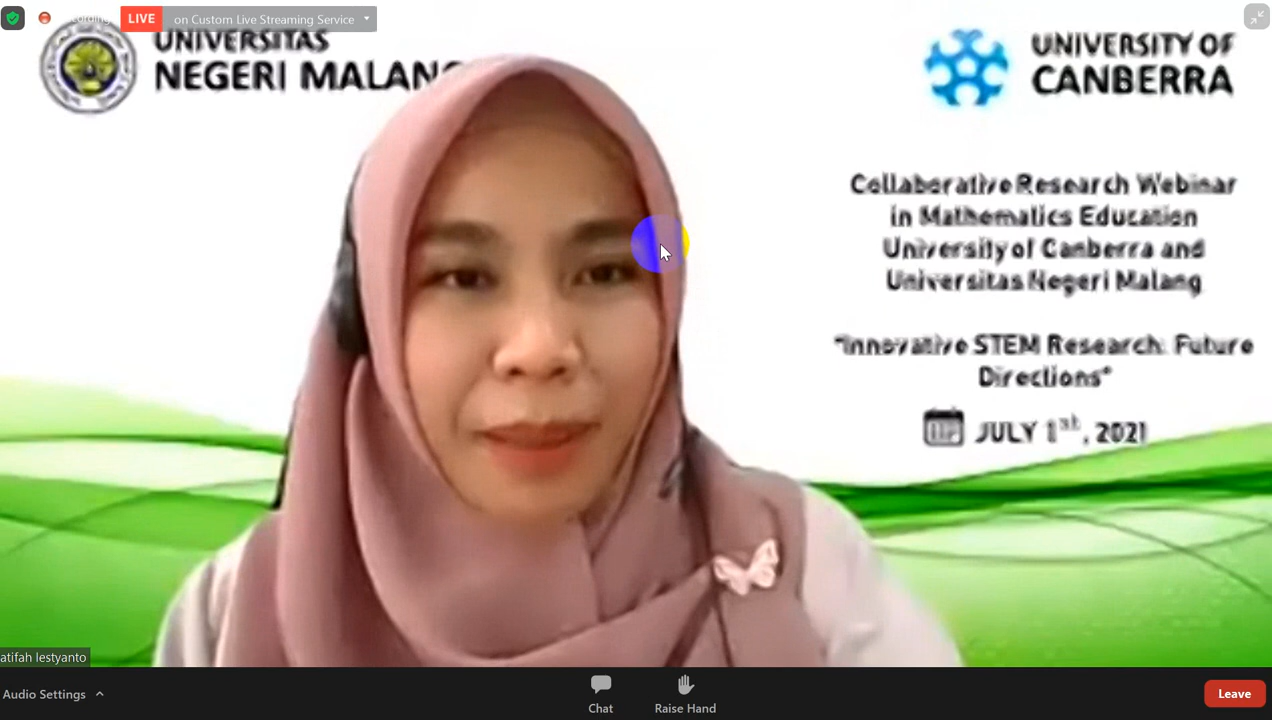 LIVE on Custom Live Streaming Service
UNIVERSITAS
NEGERI MALANG
UNIVERSITY OF
CANBERRA
Collaborative Research Webinar
in Mathematics Education
University of Canberra and
Universitas Negeri Malang
"Innovative STEM Research: Future
Directions"
JULY 1st, 2021
atifah lestyanto
Audio Settings
Chat
Raise Hand
Leave